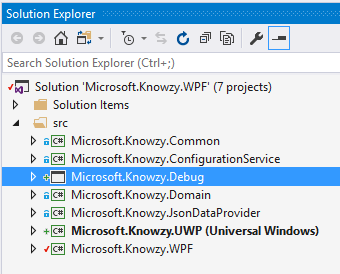 Solution Explorer
Search Solution Explorer (Ctrl+;)
Solution 'Microsoft.Knowzy.WPF' (7 projects)
Solution Items
src
C# Microsoft.Knowzy.Common
C# Microsoft.Knowzy.ConfigurationService
Microsoft.Knowzy.Debug
C# Microsoft.Knowzy.Domain
C# Microsoft.Knowzy.JsonDataProvider
C# Microsoft.Knowzy.UWP (Universal Windows)
C# Microsoft.Knowzy.WPF